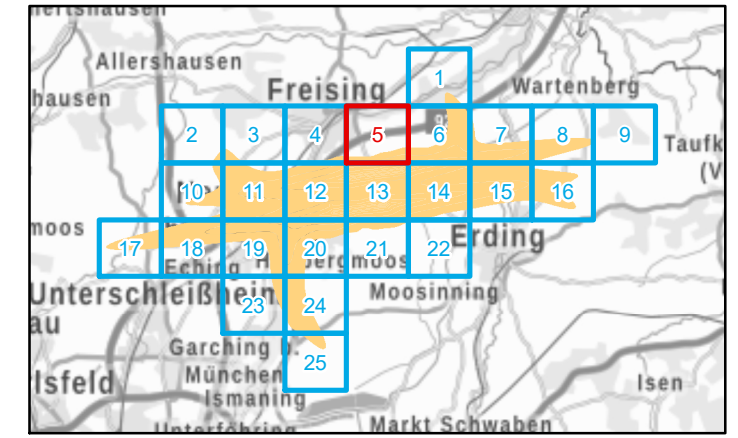 Allershausen
hausen
Freising
Wartenberg
1
2 3 4 5 6 7 8 9
Taufk
(V
10 11 12 13 14 15 16
moos
17 18 19 20 21 22
Erding
Eching
Unterschleißheim
Moosinning
au
23 24
Garching b.
München
25
lsfeld
Ismaning
Isen
Markt Schwaben
Unterföhring